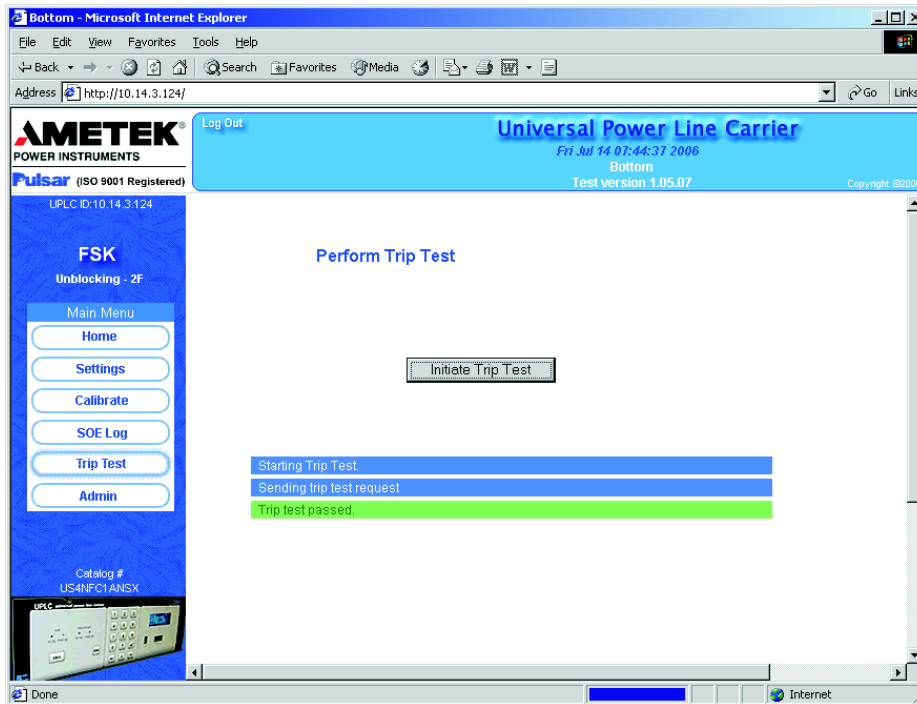 Bottom - Microsoft Internet Explorer
File Edit View Favorites Tools Help
Back Search Favorites Media
Address http://10.14.3.124/ Go Links
AMETEK®
POWER INSTRUMENTS
Pulsar (ISO 9001 Registered)
Log Out
Universal Power Line Carrier
Fri Jul 14 07:44:37 2006
Bottom
Test version 1.05.07
UPLC ID:10.14.3.124
FSK
Unblocking - 2F
Main Menu
Home
Settings
Calibrate
SOE Log
Trip Test
Admin
Catalog #
US4NFC1ANSX
Perform Trip Test
Initiate Trip Test
Starting Trip Test.
Sending trip test request
Trip test passed.
Done
Internet